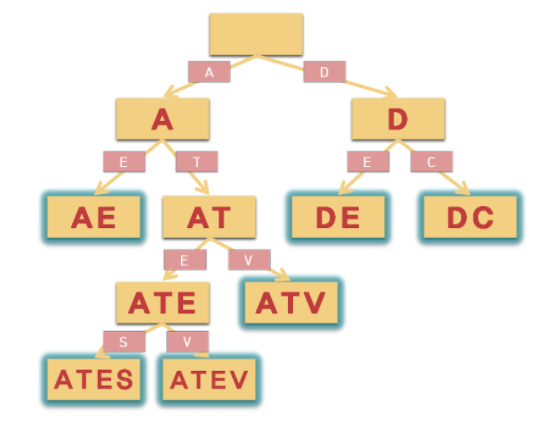 A D
A D
E T E C
AE AT DE DC
E V
ATE ATV
S V
ATES ATEV